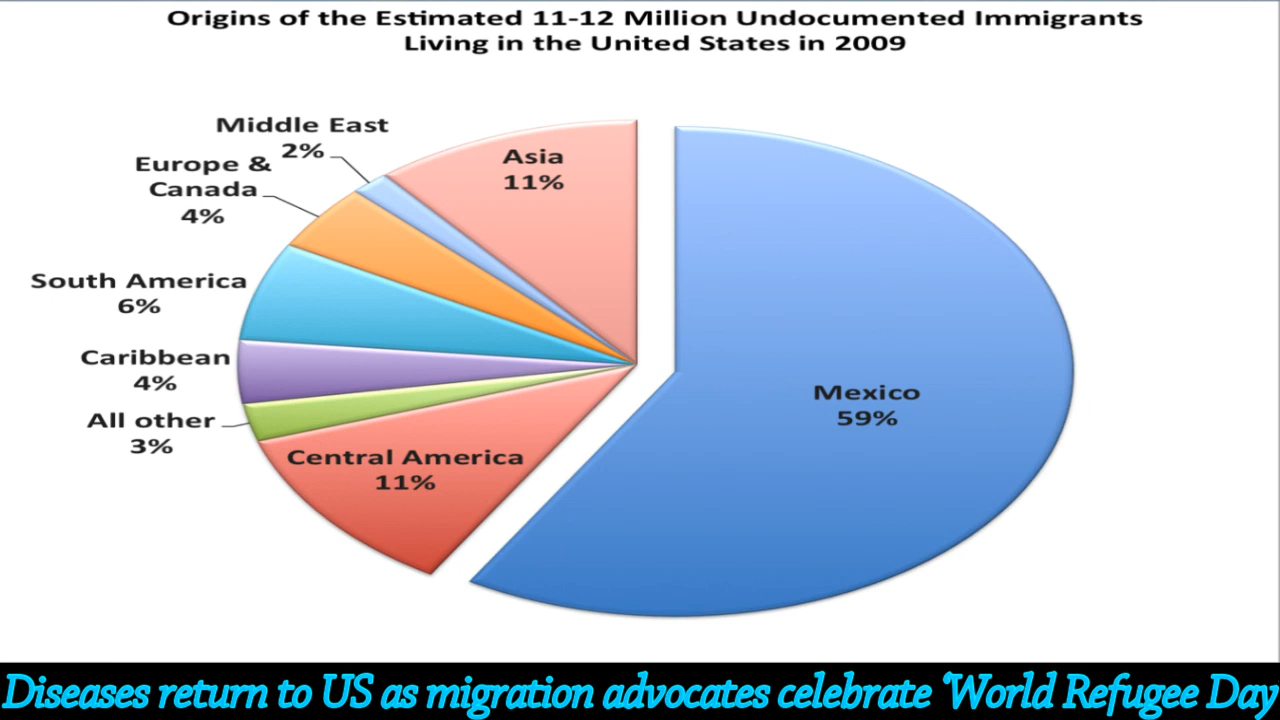 Origins of the Estimated 11-12 Million Undocumented Immigrants
Living in the United States in 2009
Middle East
2%
Europe &
Canada
4%
Asia
11%
South America
6%
Caribbean
4%
All other
3%
Central America
11%
Mexico
59%
Diseases return to US as migration advocates celebrate ‘World Refugee Day